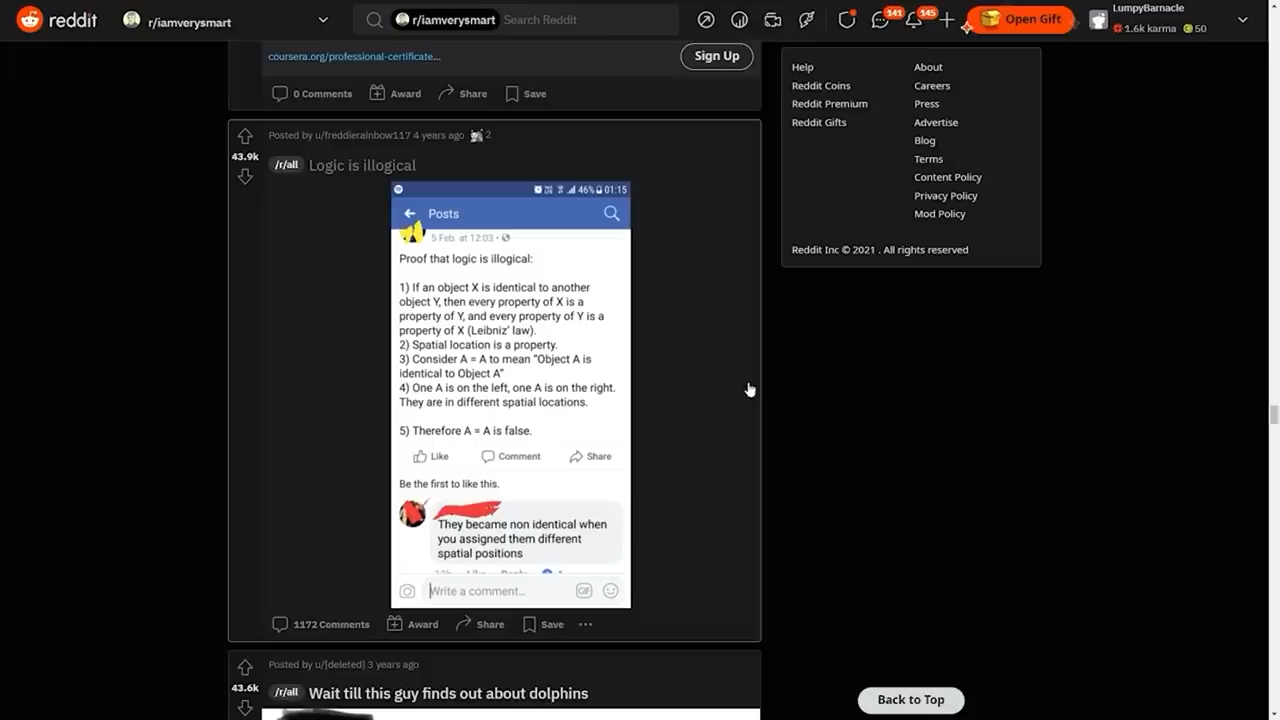 reddit
r/iamverysmart
r/iamverysmart
Search Reddit
141
145
Open Gift
LumpyBarnacle
1.6k karma
50
coursera.org/professional-certificate...
Sign Up
0 Comments
Award
Share
Save
Posted by u/freddierainbow117 4 years ago
2
43.9k
/r/all
Logic is illogical
46%
01:15
Posts
5 Feb. at 12:03
Proof that logic is illogical:
1) If an object X is identical to another
object Y, then every property of X is a
property of Y, and every property of Y is a
property of X (Leibniz' law).
2) Spatial location is a property.
3) Consider A = A to mean "Object A is
identical to Object A"
4) One A is on the left, one A is on the right.
They are in different spatial locations.
5) Therefore A = A is false.
Like
Comment
Share
Be the first to like this.
They became non identical when
you assigned them different
spatial positions
Write a comment...
GIF
1172 Comments
Award
Share
Save
Posted by u/[deleted] 3 years ago
43.6k
/r/all
Wait till this guy finds out about dolphins
Help
About
Reddit Coins
Careers
Reddit Premium
Press
Reddit Gifts
Advertise
Blog
Terms
Content Policy
Privacy Policy
Mod Policy
Reddit Inc © 2021 . All rights reserved
Back to Top